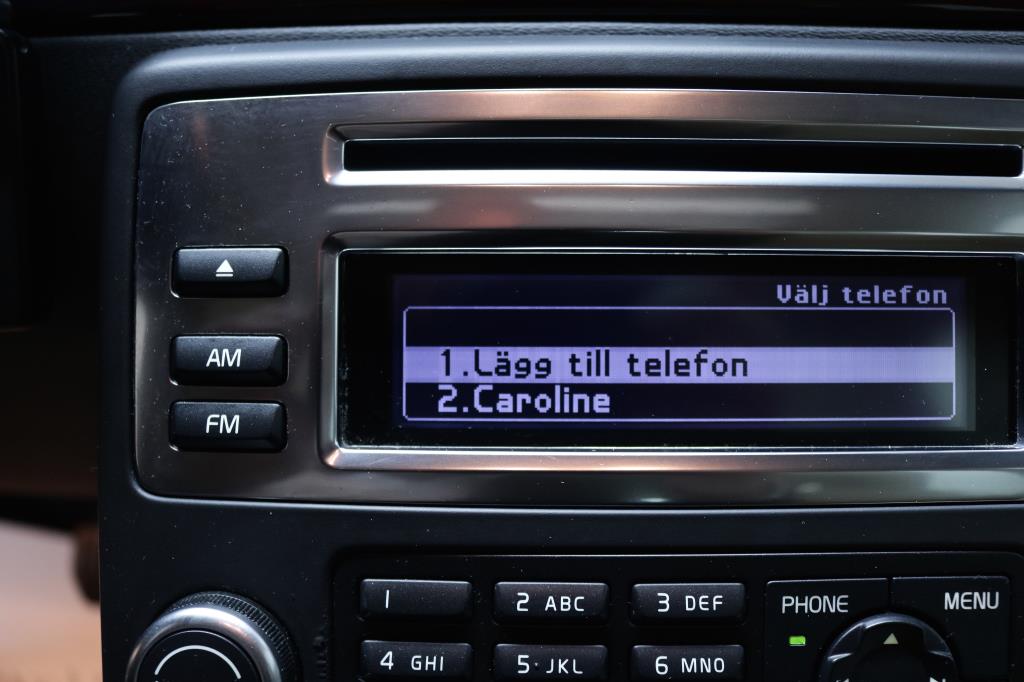 Välj telefon
1.Lägg till telefon
2.Caroline
AM
FM
1
2 ABC
3 DEF
PHONE
MENU
4 GHI
5 JKL
6 MNO